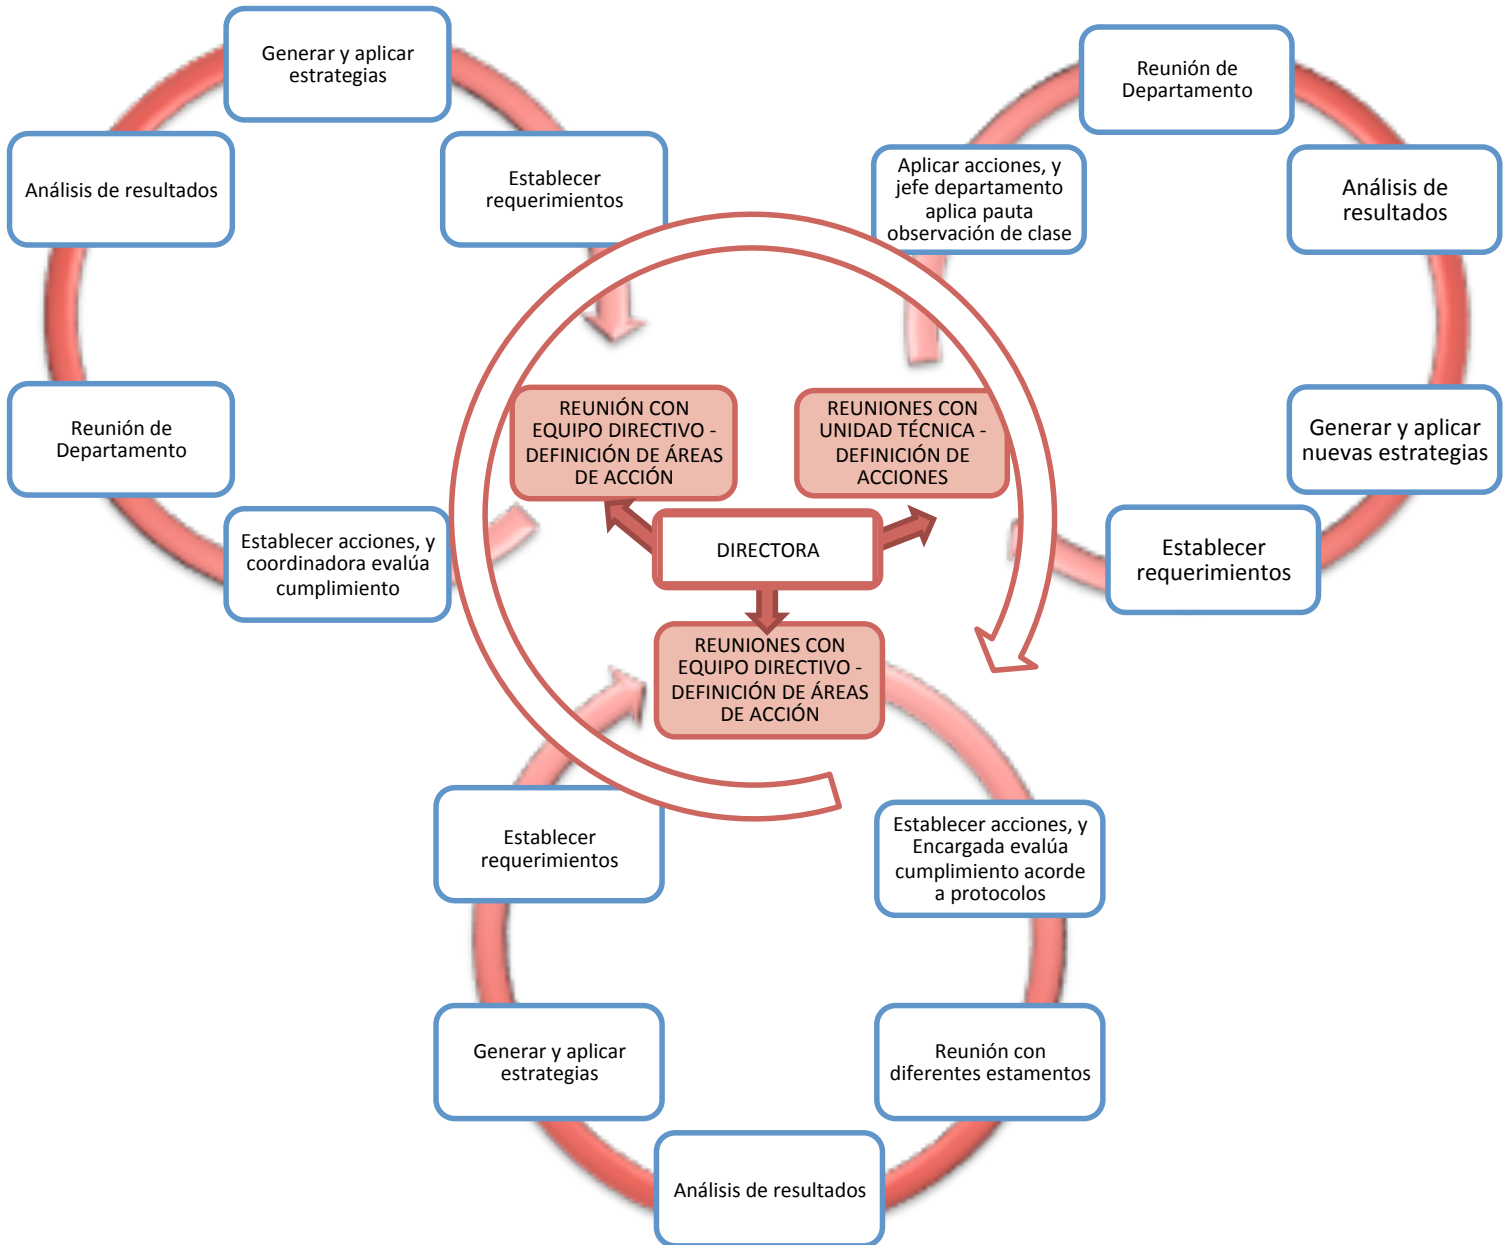 Generar y aplicar
estrategias
Análisis de resultados
Establecer
requerimientos
Reunión de
Departamento
Establecer acciones, y
coordinadora evalúa
cumplimiento
Reunión de
Departamento
Aplicar acciones, y
jefe departamento
aplica pauta
observación de clase
Análisis de
resultados
Generar y aplicar
nuevas estrategias
Establecer
requerimientos
REUNIÓN CON
EQUIPO DIRECTIVO -
DEFINICIÓN DE ÁREAS
DE ACCIÓN
REUNIONES CON
UNIDAD TÉCNICA -
DEFINICIÓN DE
ACCIONES
DIRECTORA
REUNIONES CON
EQUIPO DIRECTIVO -
DEFINICIÓN DE ÁREAS
DE ACCIÓN
Establecer
requerimientos
Establecer acciones, y
Encargada evalúa
cumplimiento acorde
a protocolos
Generar y aplicar
estrategias
Reunión con
diferentes estamentos
Análisis de resultados